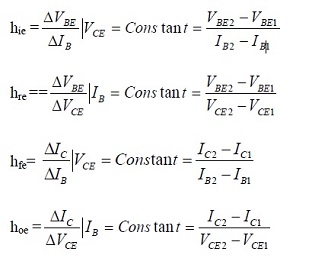 hie = ΔVBE/ΔIB |VCE = Cons tan t = VBE2 − VBE1/IB2 − IB1
hre == ΔVBE/ΔVCE |IB = Cons tan t = VBE2 − VBE1/VCE2 − VCE1
hfe= ΔIC/ΔIB |VCE = Constant = IC2 − IC1/IB2 − IB1
hoe = ΔIC/ΔVCE |IB = Cons tan t = IC2 − IC1/VCE2 − VCE1